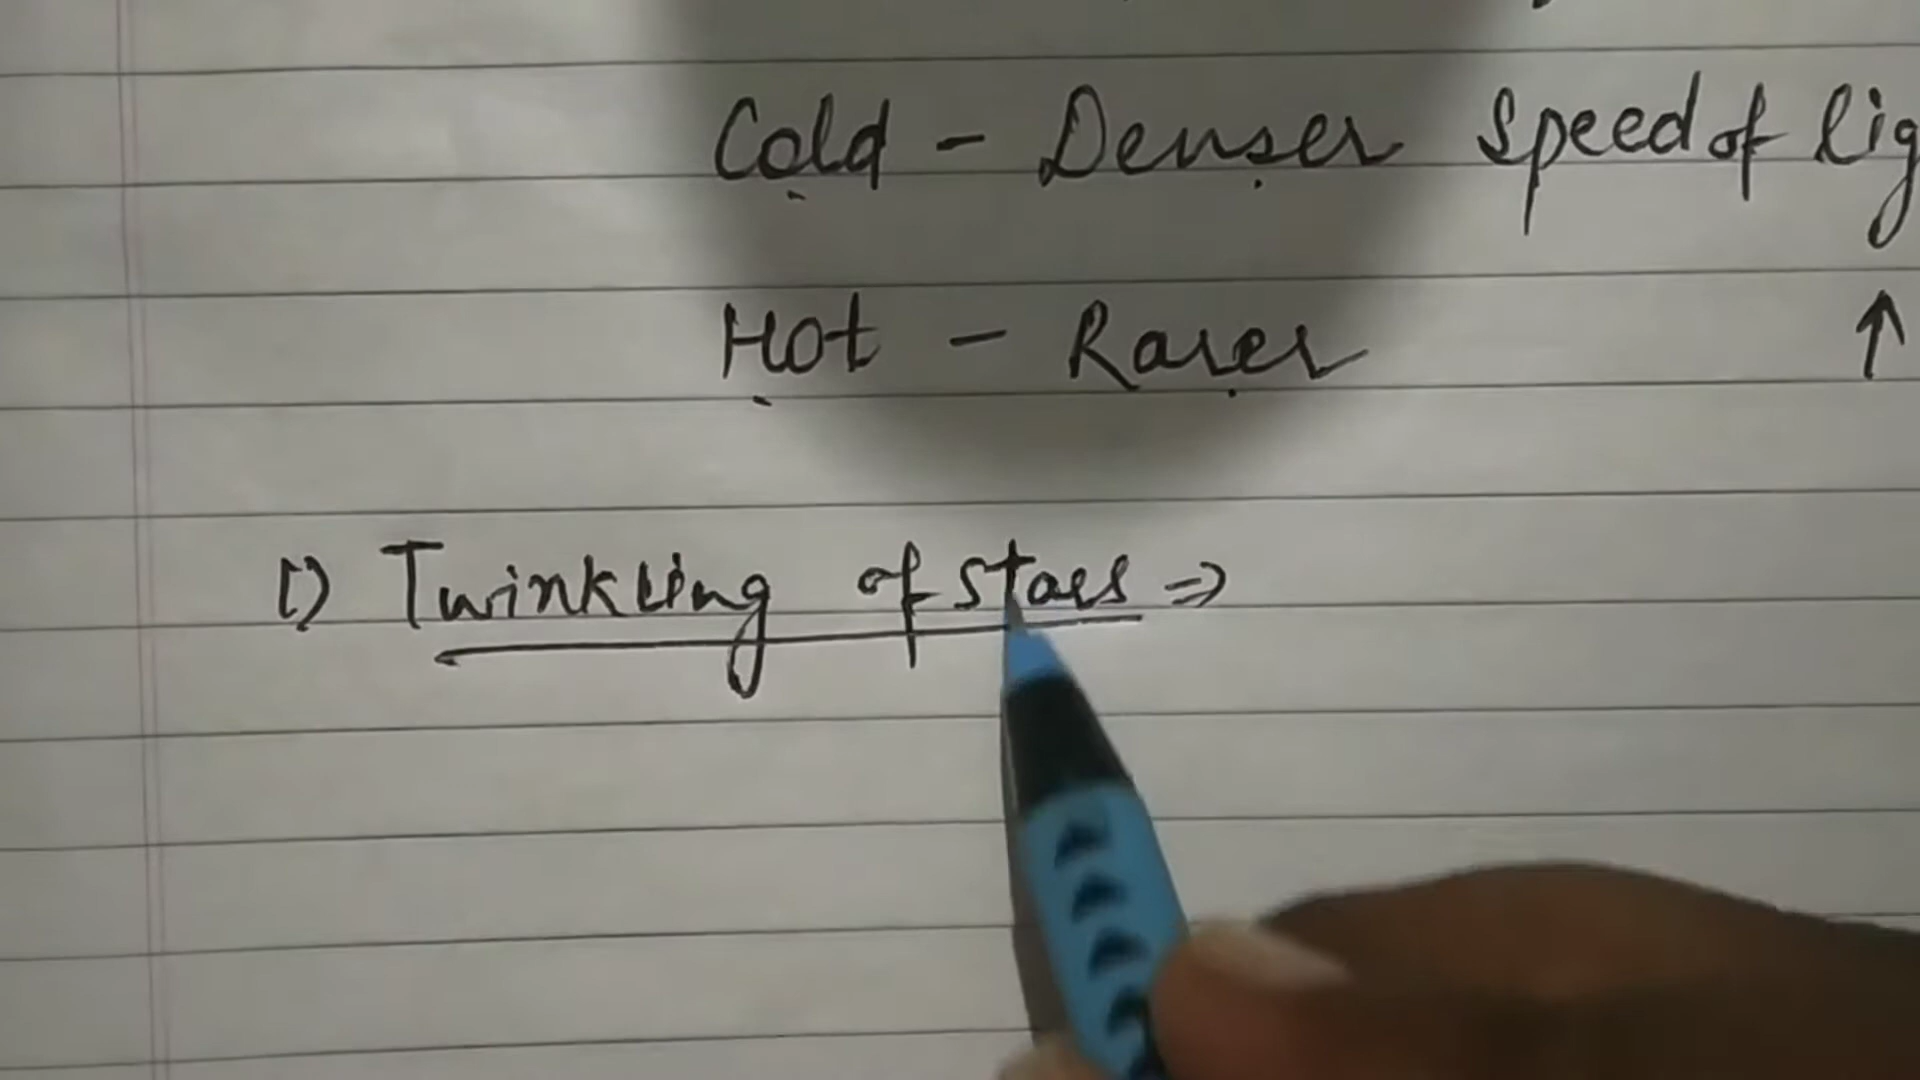 Cold - Denser Speed of lig
Hot - Rarer ↑
1) Twinkling of stars ⇒